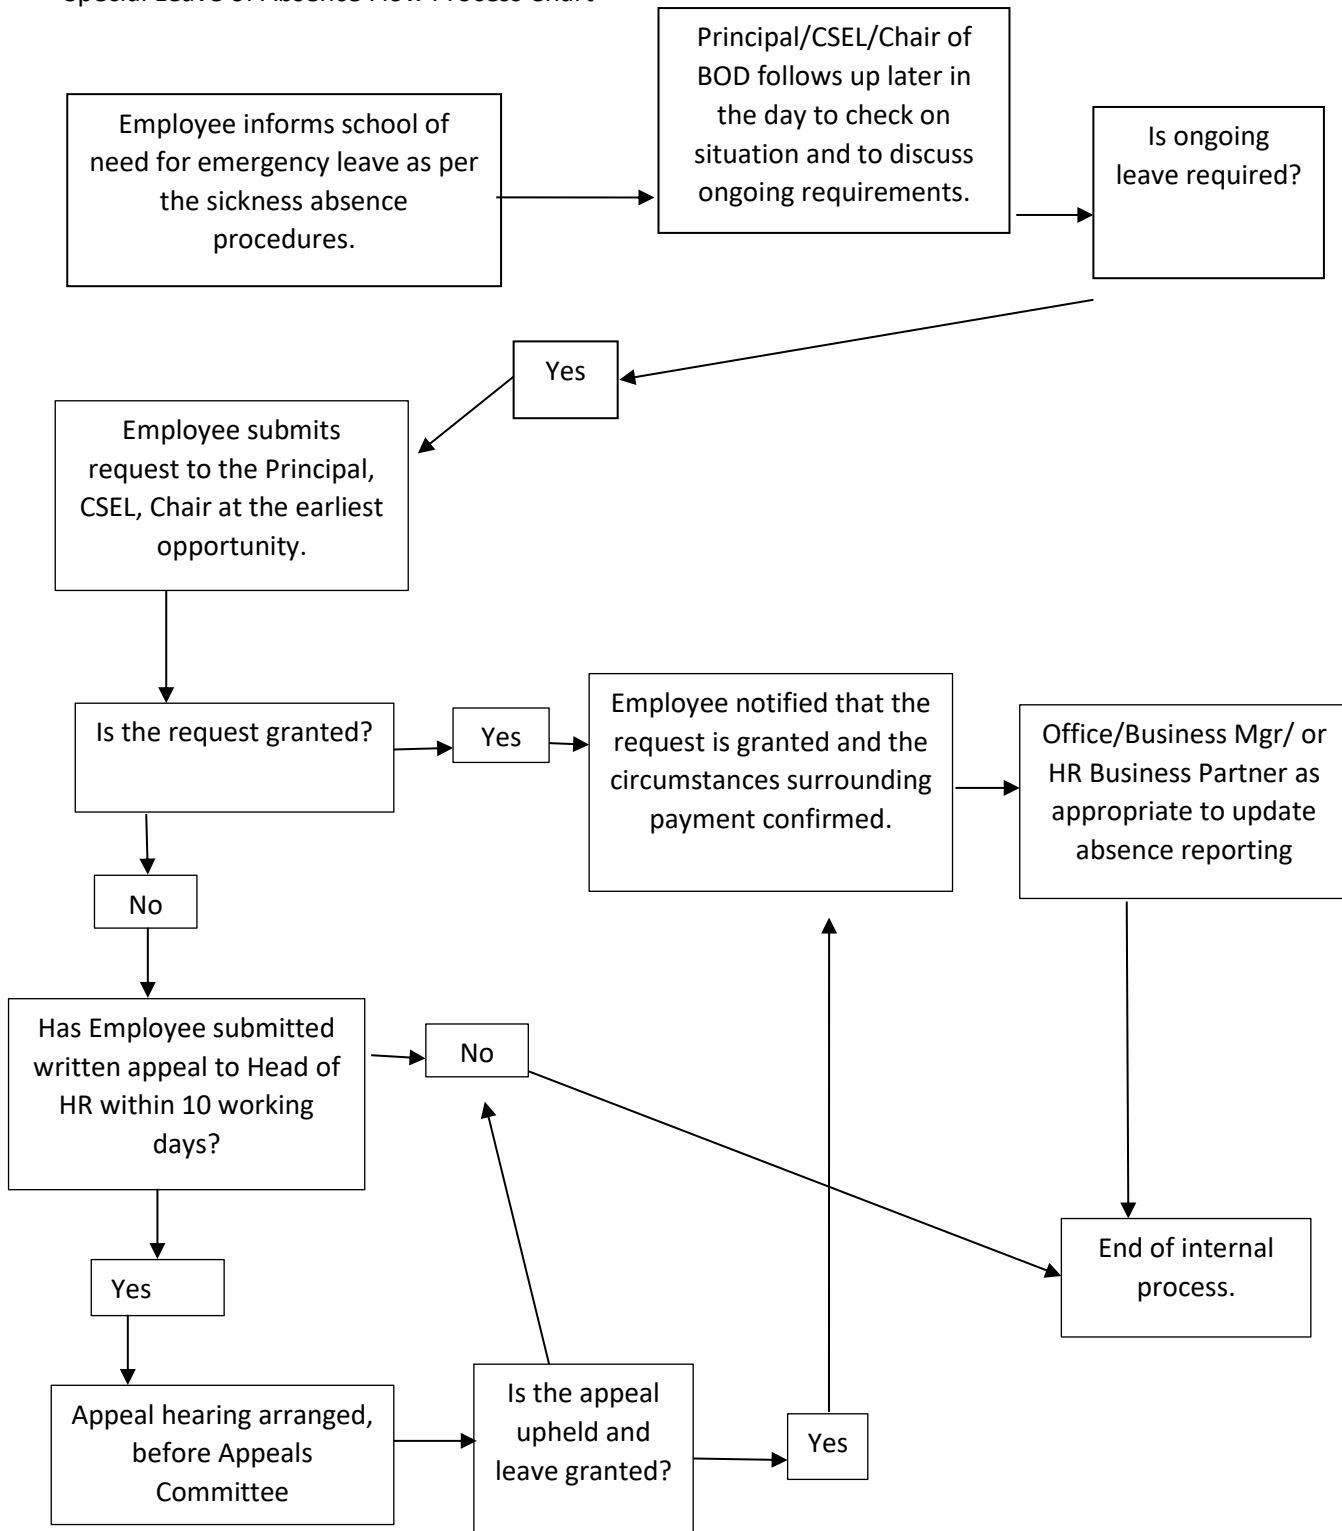 Special Leave of Absence Flow Process Chart
Principal/CSEL/Chair of
BOD follows up later in
the day to check on
situation and to discuss
ongoing requirements.
Employee informs school of
need for emergency leave as per
the sickness absence
procedures.
Is ongoing
leave required?
Yes
Employee submits
request to the Principal,
CSEL, Chair at the earliest
opportunity.
Is the request granted?
Yes
Employee notified that the
request is granted and the
circumstances surrounding
payment confirmed.
Office/Business Mgr/ or
HR Business Partner as
appropriate to update
absence reporting
No
Has Employee submitted
written appeal to Head of
HR within 10 working
days?
No
Yes
End of internal
process.
Appeal hearing arranged,
before Appeals
Committee
Is the appeal
upheld and
leave granted?
Yes